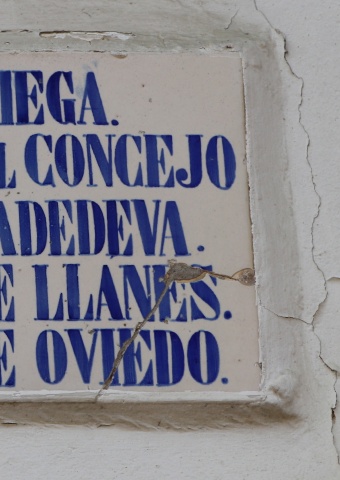 IEGA.
L CONCEJO
ADEDEVA.
E LLANES.
E OVIEDO.